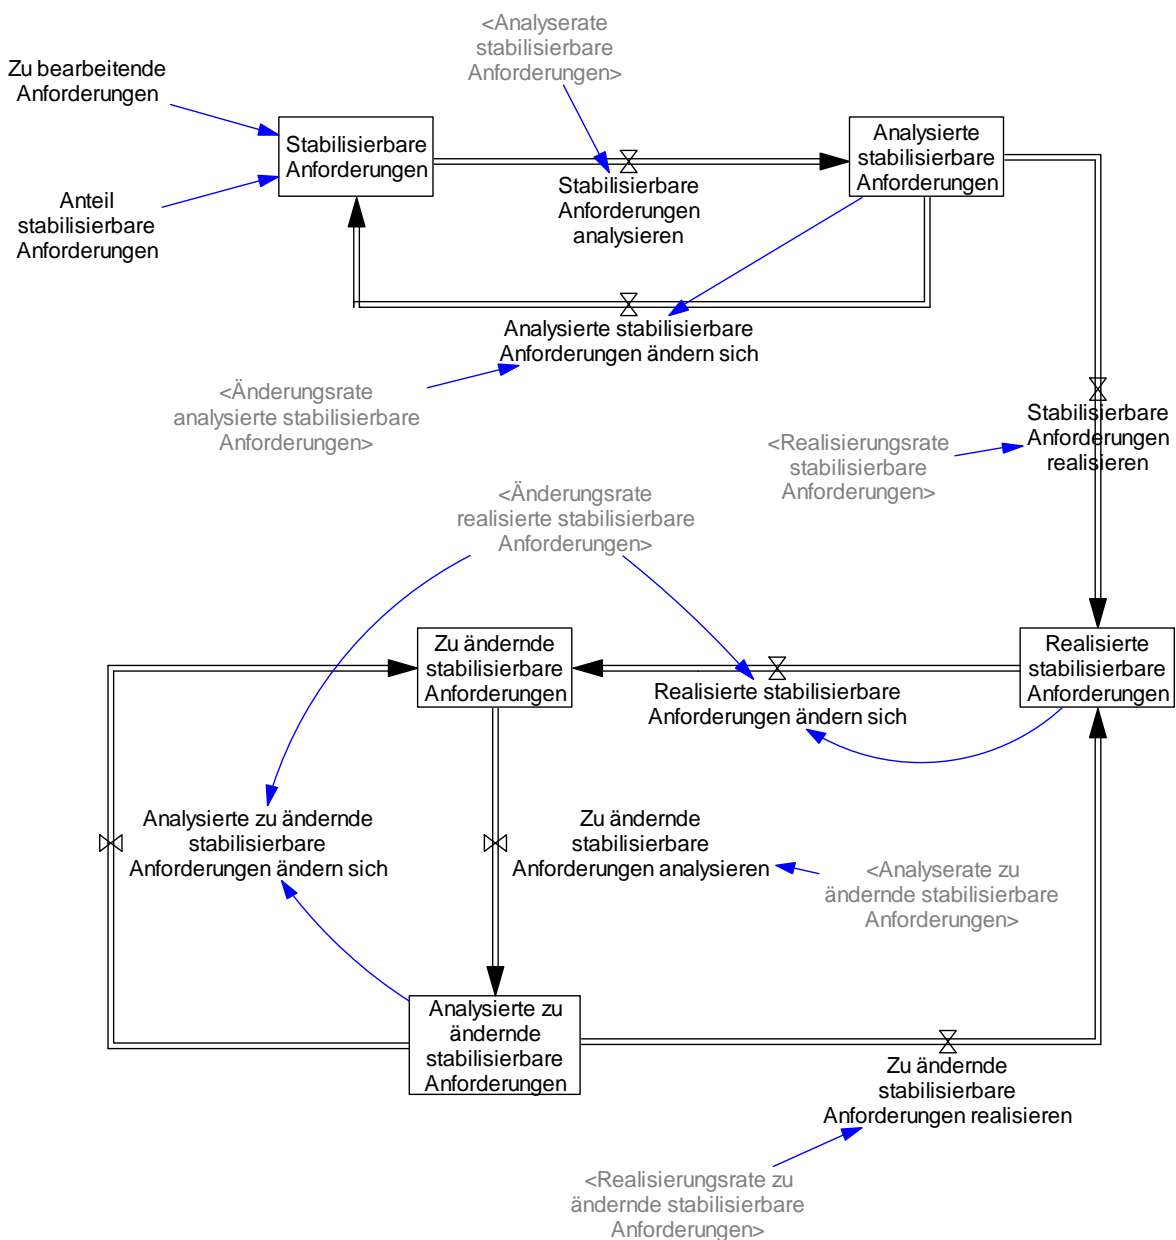 <Analyserate
stabilisierbare
Anforderungen>
Zu bearbeitende
Anforderungen
Stabilisierbare
Anforderungen
Analysierte
stabilisierbare
Anforderungen
Anteil
stabilisierbare
Anforderungen
Stabilisierbare
Anforderungen
analysieren
Analysierte stabilisierbare
Anforderungen ändern sich
<Änderungsrate
analysierte stabilisierbare
Anforderungen>
Stabilisierbare
Anforderungen
realisieren
<Realisierungsrate
stabilisierbare
Anforderungen>
<Änderungsrate
realisierte stabilisierbare
Anforderungen>
Zu ändernde
stabilisierbare
Anforderungen
Realisierte stabilisierbare
Anforderungen ändern sich
Realisierte
stabilisierbare
Anforderungen
Analysierte zu ändernde
stabilisierbare
Anforderungen ändern sich
Zu ändernde
stabilisierbare
Anforderungen analysieren
<Analyserate zu
ändernde stabilisierbare
Anforderungen>
Analysierte zu
ändernde
stabilisierbare
Anforderungen
Zu ändernde
stabilisierbare
Anforderungen realisieren
<Realisierungsrate zu
ändernde stabilisierbare
Anforderungen>